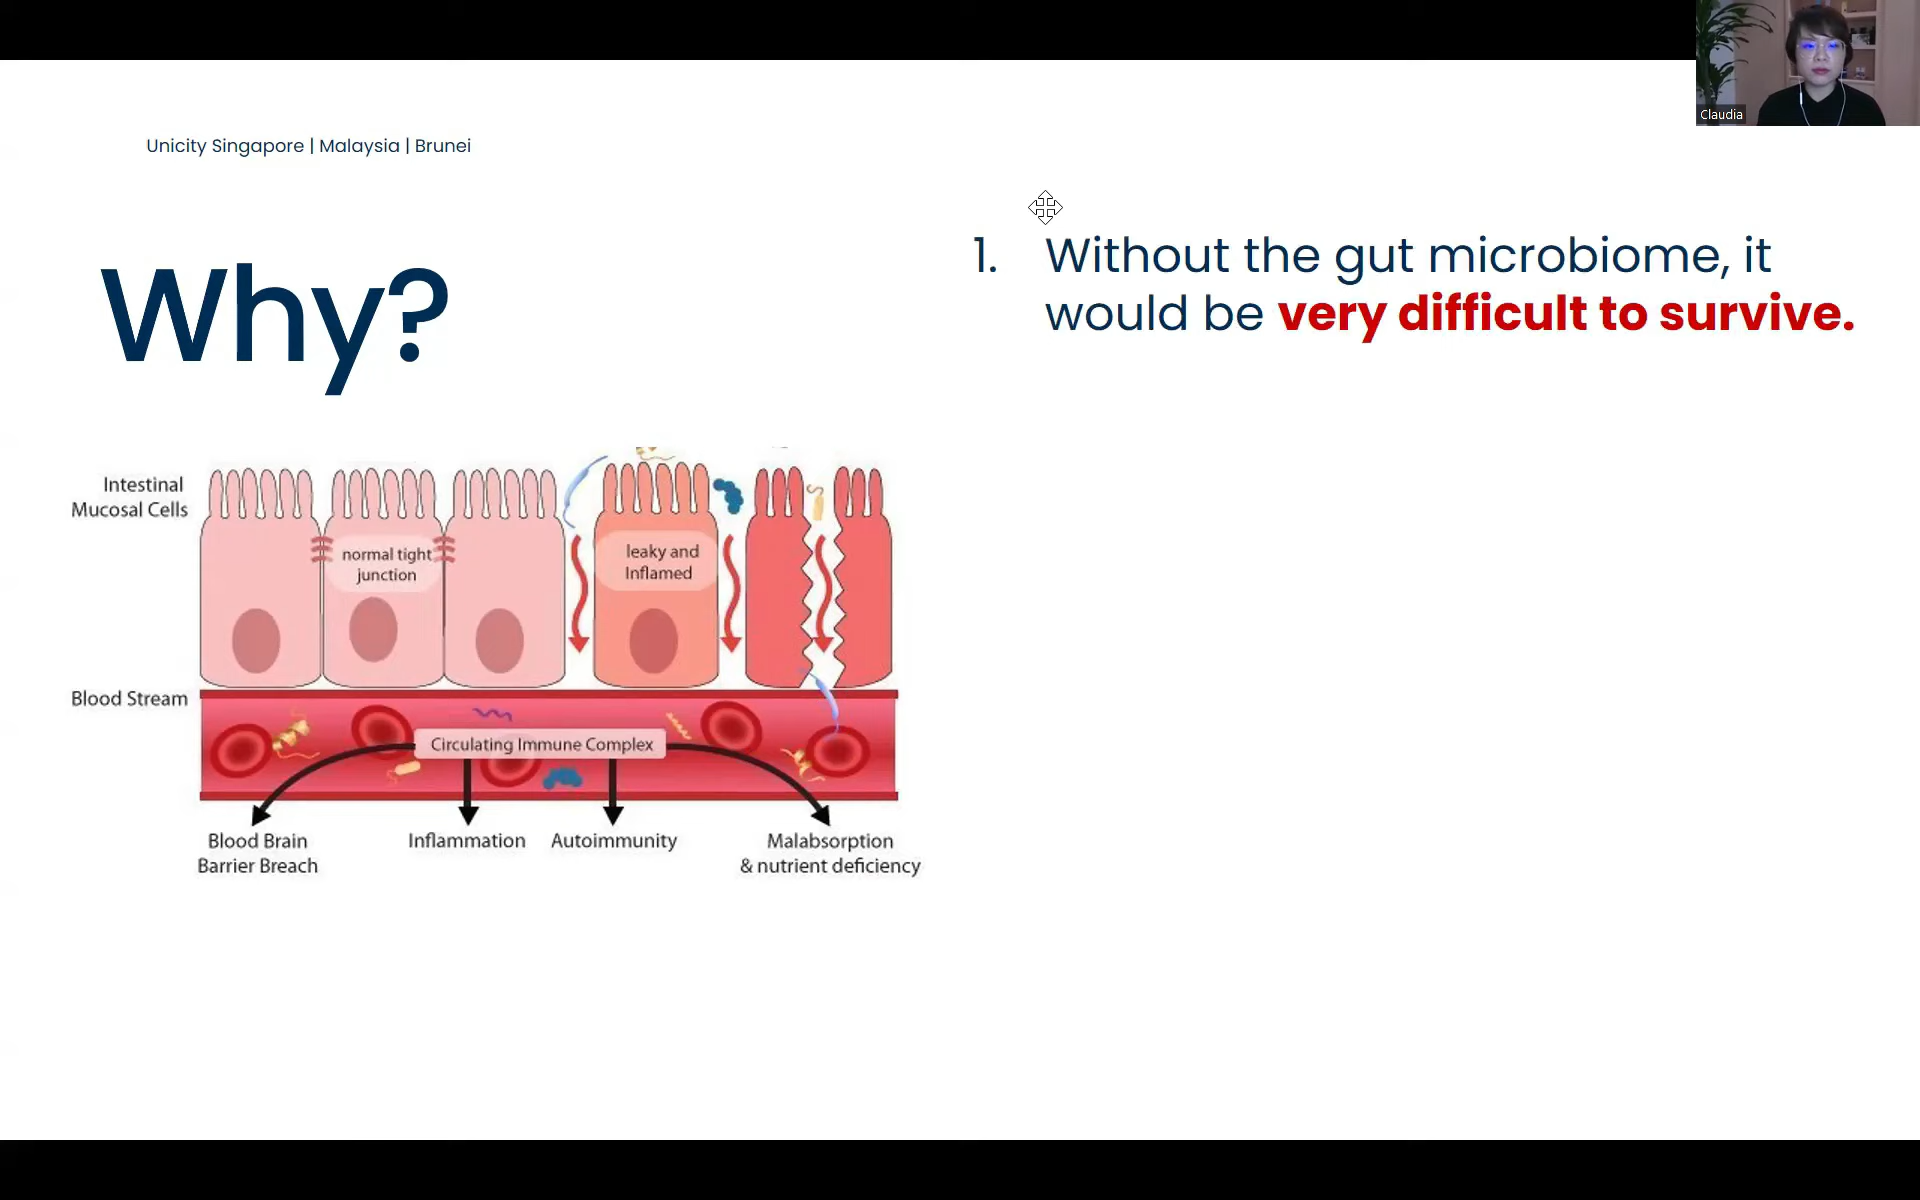 Claudia
Unicity Singapore | Malaysia | Brunei
Why?
1. Without the gut microbiome, it
would be very difficult to survive.
Intestinal
Mucosal Cells
normal tight
junction
leaky and
Inflamed
Blood Stream
Circulating Immune Complex
Blood Brain
Barrier Breach
Inflammation
Autoimmunity
Malabsorption
& nutrient deficiency